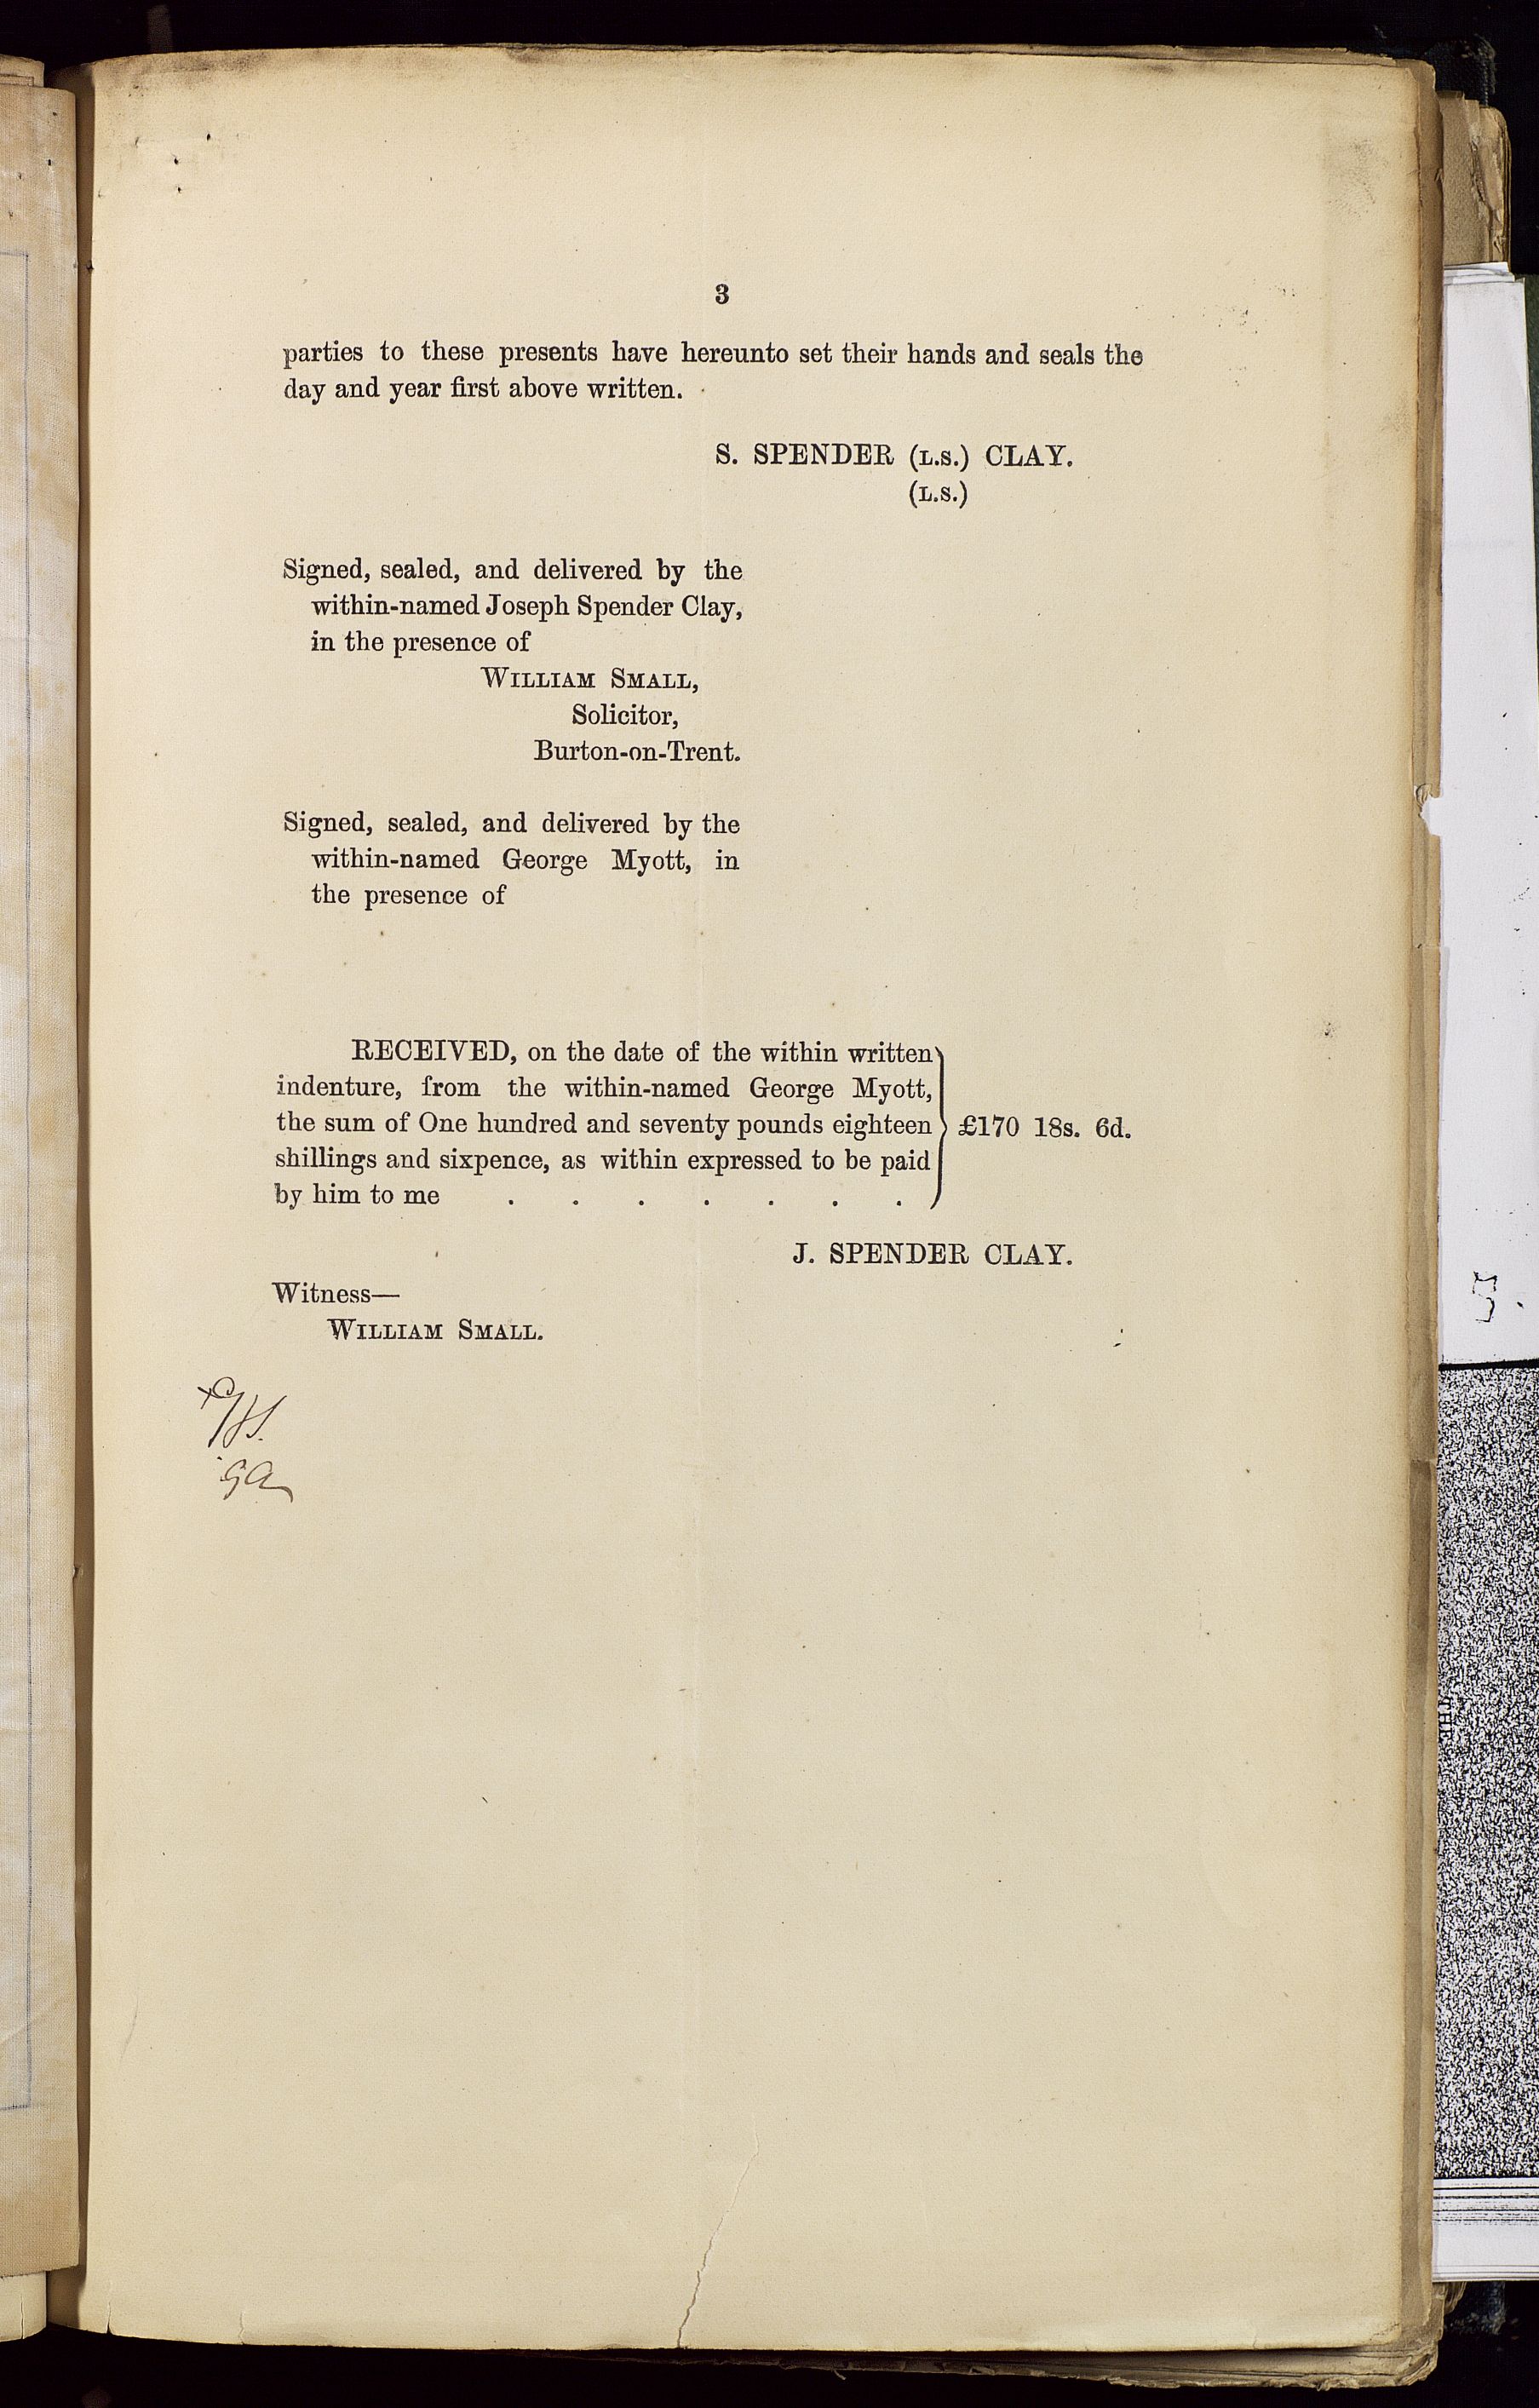 3
parties to these presents have hereunto set their hands and seals the
day and year first above written.
S. SPENDER (L.S.) CLAY.
(L.S.)
Signed, sealed, and delivered by the
within-named Joseph Spender Clay,
in the presence of
WILLIAM SMALL,
Solicitor,
Burton-on-Trent.
Signed, sealed, and delivered by the
within-named George Myott, in
the presence of
RECEIVED, on the date of the within written
indenture, from the within-named George Myott,
the sum of One hundred and seventy pounds eighteen £170 18s. 6d.
shillings and sixpence, as within expressed to be paid
by him to me . . . . . . .
J. SPENDER CLAY.
Witness—
WILLIAM SMALL.